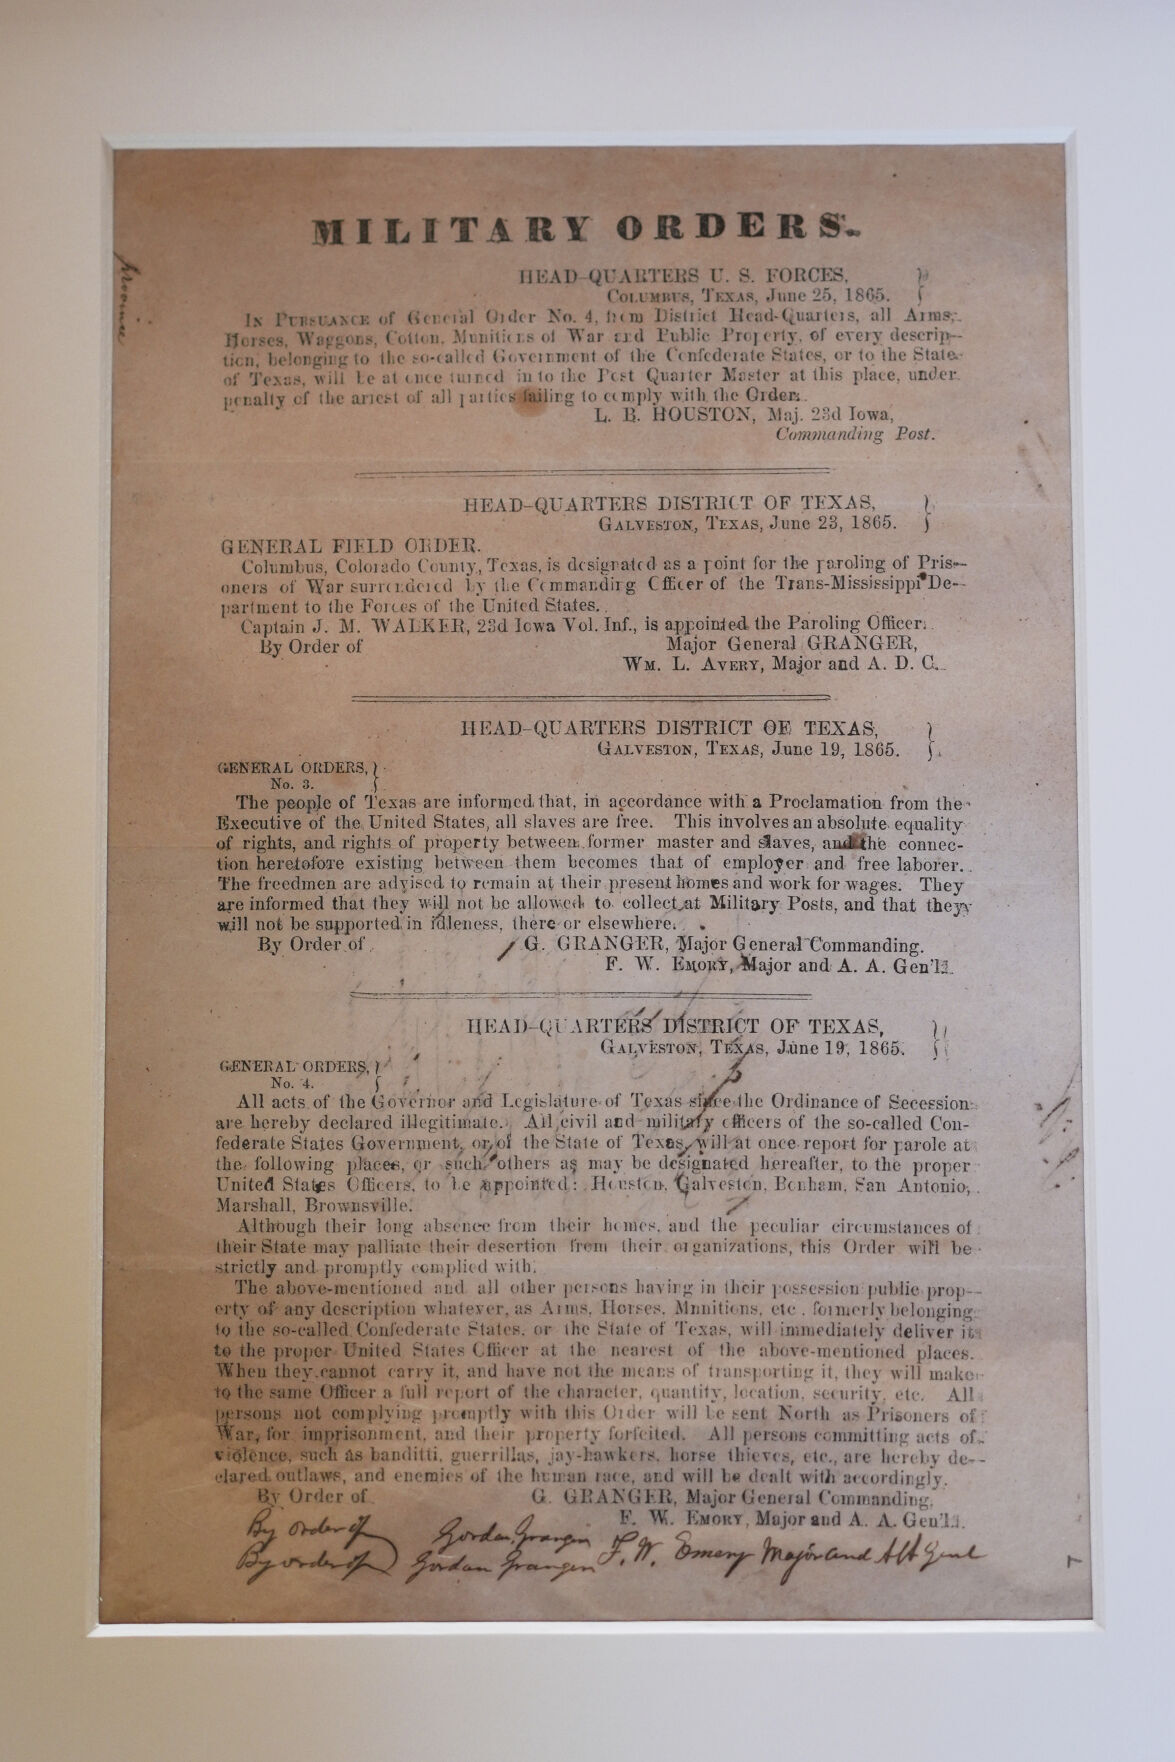 MILITARY ORDERS.
HEAD-QUARTERS U. S. FORCES,
COLUMBUS, TEXAS, June 25, 1865.
IN PURSUANCE of General Order No. 4, from District Head-Quarters, all Arms,
Horses, Waggons, Cotton, Munitions of War and Public Property, of every descrip-
tion, belonging to the so-called Government of the Confederate States, or to the State
of Texas, will be at once turned in to the Post Quarter Master at this place, under
penalty of the arrest of all parties failing to comply with the Order.
L. B. HOUSTON, Maj. 23d Iowa,
Commanding Post.
HEAD-QUARTERS DISTRICT OF TEXAS,
GALVESTON, TEXAS, June 23, 1865.
GENERAL FIELD ORDER.
Columbus, Colorado County, Texas, is designated as a point for the paroling of Pris-
oners of War surrendered by the Commanding Officer of the Trans-Mississippi De-
partment to the Forces of the United States.
Captain J. M. WALKER, 23d Iowa Vol. Inf., is appointed the Paroling Officer.
By Order of Major General GRANGER,
WM. L. AVERY, Major and A. D. C.
HEAD-QUARTERS DISTRICT OF TEXAS,
GALVESTON, TEXAS, June 19, 1865.
GENERAL ORDERS,
No. 3.
The people of Texas are informed that, in accordance with a Proclamation from the
Executive of the United States, all slaves are free. This involves an absolute equality
of rights, and rights of property between former master and slaves, and the connec-
tion heretofore existing between them becomes that of employer and free laborer.
The freedmen are advised to remain at their present homes and work for wages. They
are informed that they will not be allowed to collect at Military Posts, and that they
will not be supported in idleness, there or elsewhere.
By Order of G. GRANGER, Major General Commanding.
F. W. EMORY, Major and A. A. Gen'l.
HEAD-QUARTERS DISTRICT OF TEXAS,
GALVESTON, TEXAS, June 19, 1865.
GENERAL ORDERS,
No. 4.
All acts of the Governor and Legislature of Texas since the Ordinance of Secession
are hereby declared illegitimate. All civil and military officers of the so-called Con-
federate States Government, or of the State of Texas, will at once report for parole at
the following places, or such others as may be designated hereafter, to the proper
United States Officers, to be appointed: Houston, Galveston, Bonham, San Antonio,
Marshall, Brownsville.
Although their long absence from their homes, and the peculiar circumstances of
their State may palliate their desertion from their organizations, this Order will be
strictly and promptly complied with.
The above-mentioned and all other persons having in their possession public prop-
erty of any description whatever, as Arms, Horses, Mnnitions, etc., formerly belonging
to the so-called Confederate States, or the State of Texas, will immediately deliver it
to the proper United States Officer at the nearest of the above-mentioned places.
When they cannot carry it, and have not the means of transporting it, they will make
to the same Officer a full report of the character, quantity, location, security, etc. All
persons not complying promptly with this Order will be sent North as Prisoners of
War, for imprisonment, and their property forfeited. All persons committing acts of
violence, such as banditti, guerrillas, jay-hawkers, horse thieves, etc., are hereby de-
clared outlaws, and enemies of the human race, and will be dealt with accordingly.
By Order of G. GRANGER, Major General Commanding.
F. W. EMORY, Major and A. A. Gen'l.
By order of Gordon Granger F. W. Emery Major and A A Genl
By order of Gordan Granger